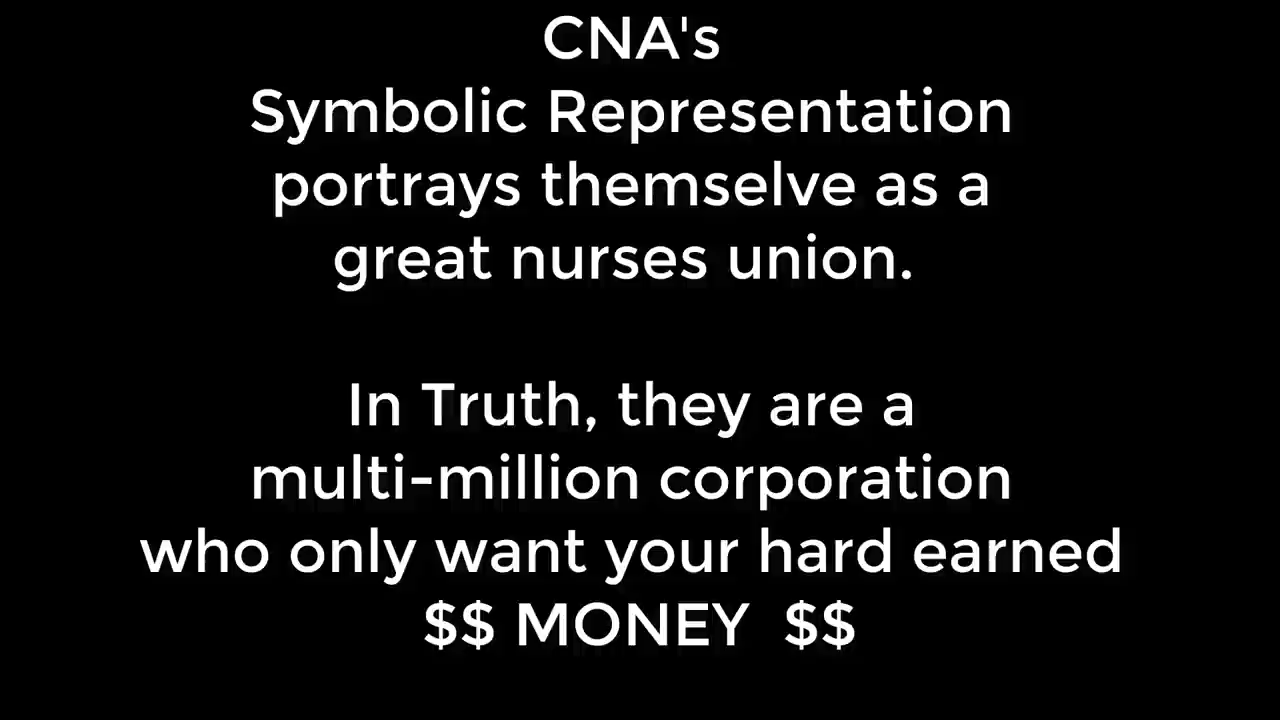 CNA's
Symbolic Representation
portrays themselve as a
great nurses union.
In Truth, they are a
multi-million corporation
who only want your hard earned
$$ MONEY $$